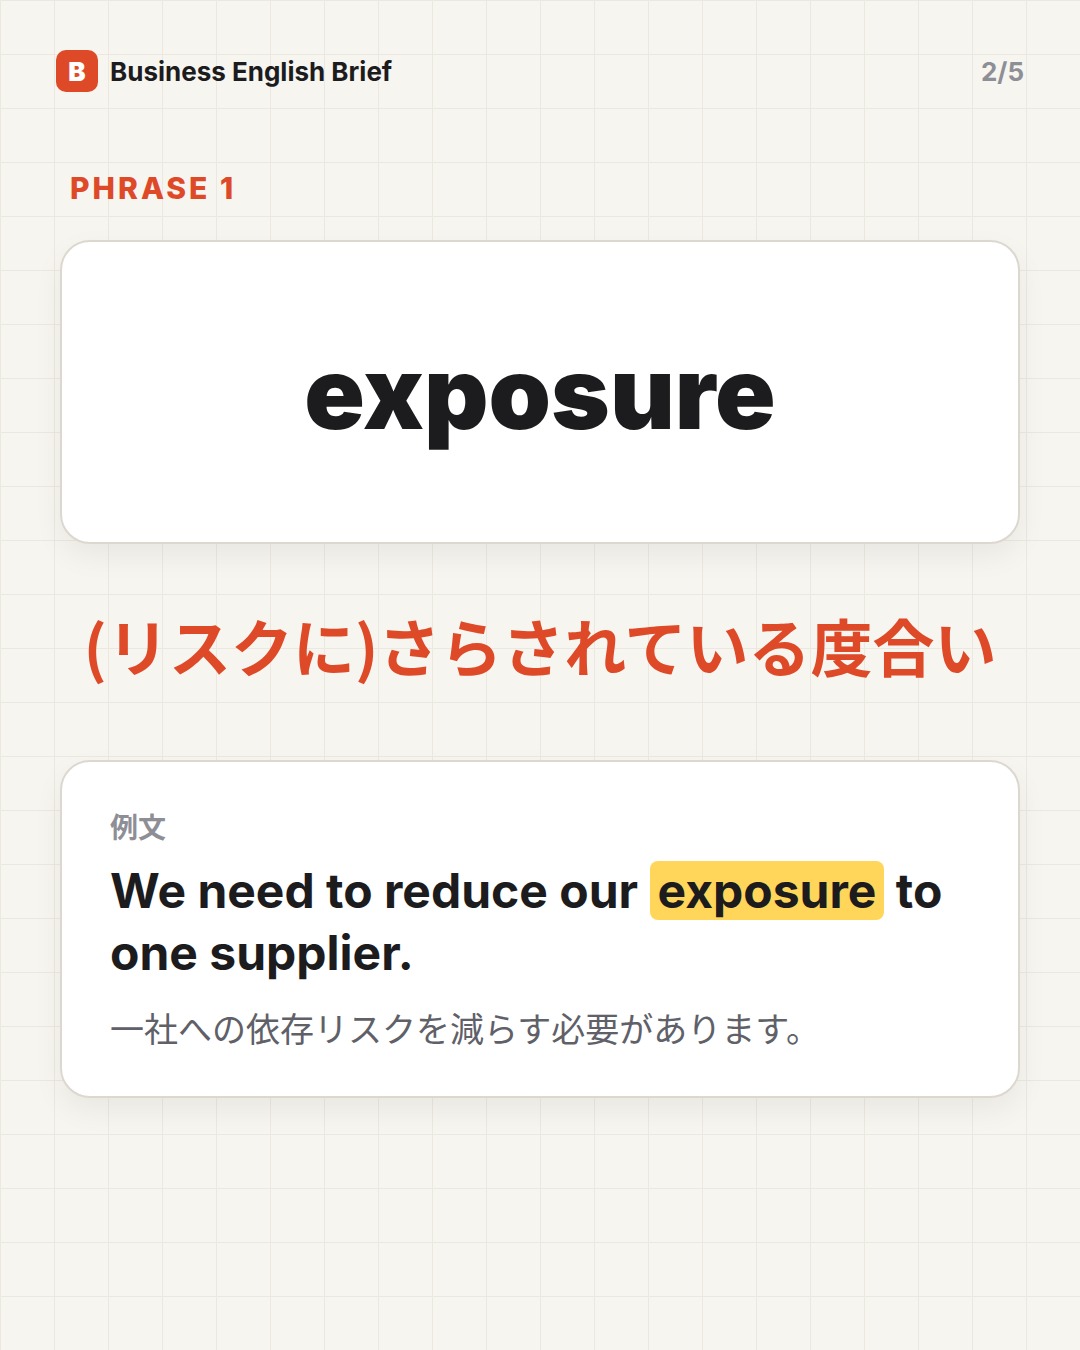 B Business English Brief
2/5
PHRASE 1
exposure
(リスクに)さらされている度合い
例文
We need to reduce our exposure to
one supplier.
一社への依存リスクを減らす必要があります。